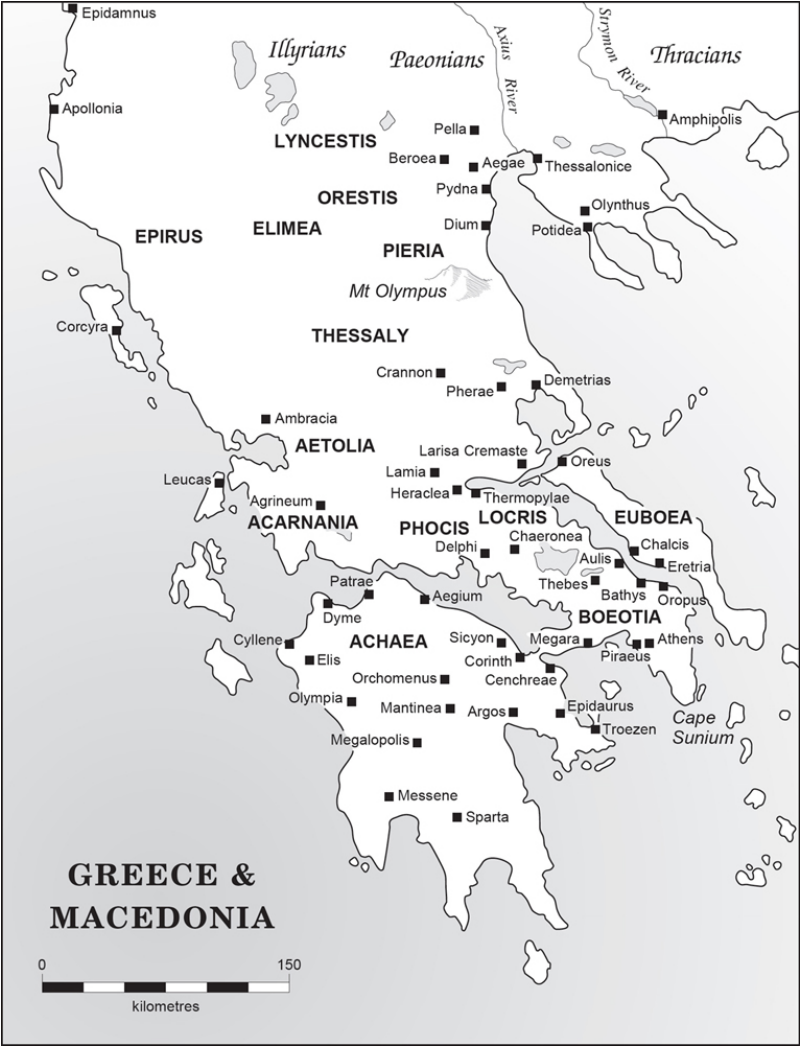 Epidamnus
Illyrians
Paeonians
Axius River
Strymon River
Thracians
Apollonia
Amphipolis
Pella
LYNCESTIS
Beroea
Aegae
Thessalonice
Pydna
ORESTIS
Olynthus
Dium
Potidea
EPIRUS
ELIMEA
PIERIA
Mt Olympus
Corcyra
THESSALY
Crannon
Pherae
Demetrias
Ambracia
AETOLIA
Larisa Cremaste
Oreus
Lamia
Leucas
Heraclea
Thermopylae
Agrineum
ACARNANIA
PHOCIS
LOCRIS
EUBOEA
Chaeronea
Delphi
Chalcis
Aulis
Eretria
Patrae
Thebes
Bathys
Oropus
Aegium
Dyme
BOEOTIA
Cyllene
ACHAEA
Sicyon
Megara
Athens
Piraeus
Elis
Corinth
Cenchreae
Orchomenus
Olympia
Mantinea
Argos
Epidaurus
Cape
Sunium
Troezen
Megalopolis
Messene
Sparta
GREECE &
MACEDONIA
0 150
kilometres